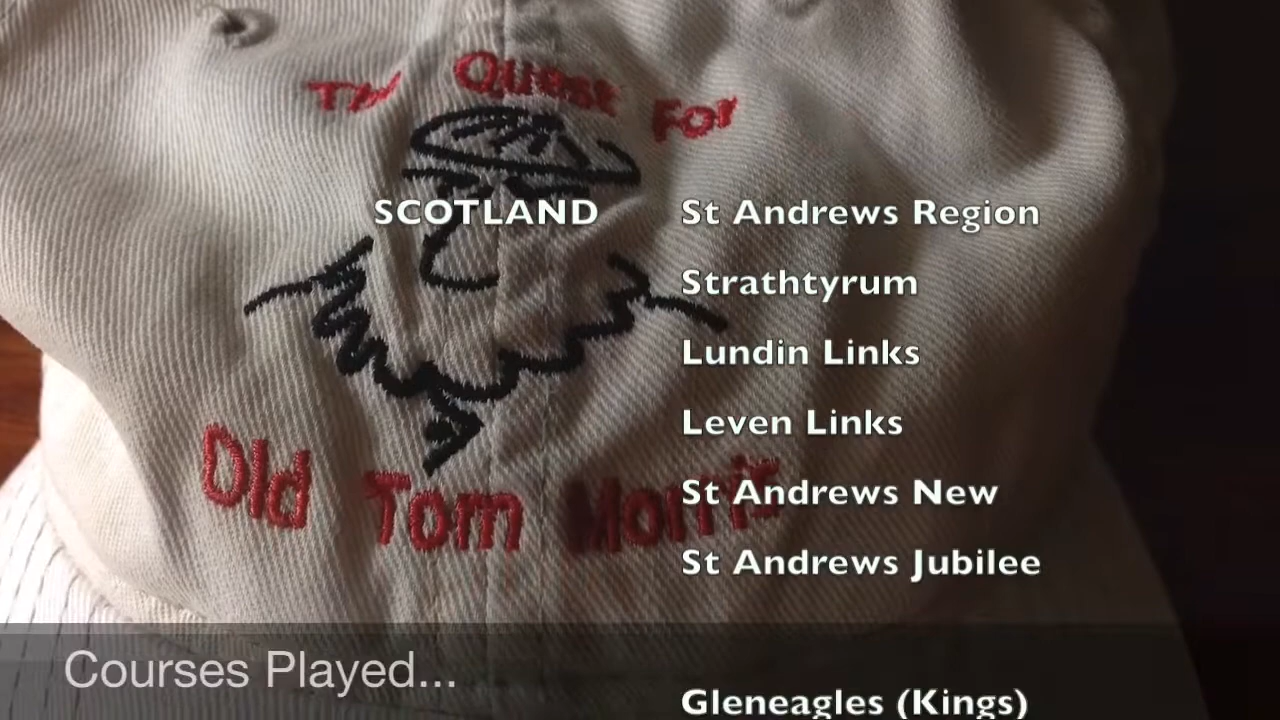 The Quest For
SCOTLAND St Andrews Region
Strathtyrum
Lundin Links
Leven Links
Old Tom Morris
St Andrews New
St Andrews Jubilee
Courses Played...
Gleneagles (Kings)